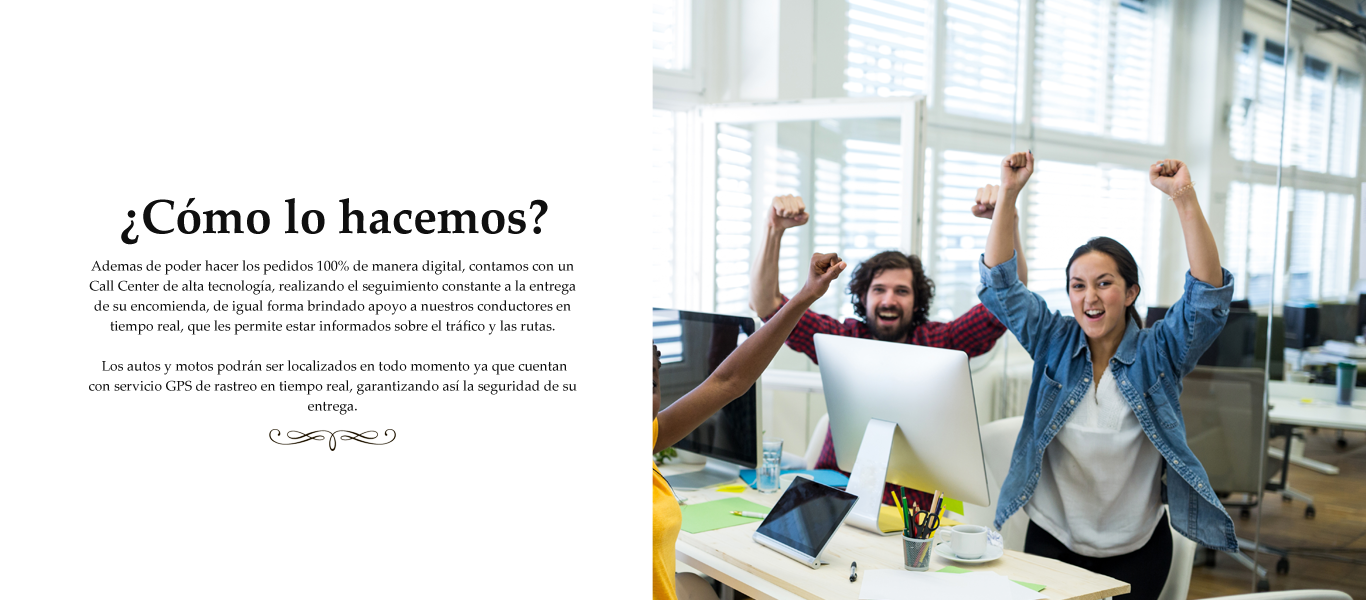 ¿Cómo lo hacemos?
Ademas de poder hacer los pedidos 100% de manera digital, contamos con un
Call Center de alta tecnología, realizando el seguimiento constante a la entrega
de su encomienda, de igual forma brindado apoyo a nuestros conductores en
tiempo real, que les permite estar informados sobre el tráfico y las rutas.
Los autos y motos podrán ser localizados en todo momento ya que cuentan
con servicio GPS de rastreo en tiempo real, garantizando así la seguridad de su
entrega.